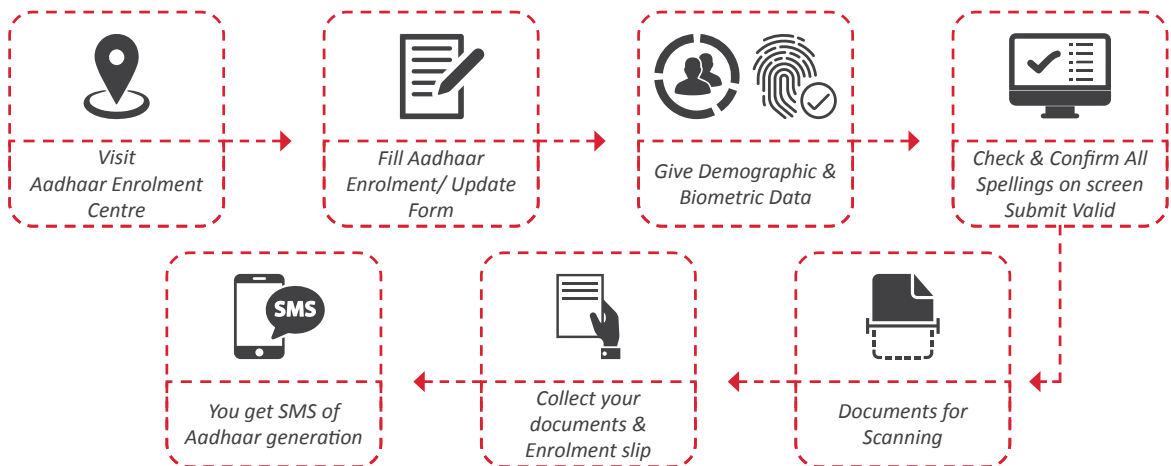 Visit
Aadhaar Enrolment
Centre
Fill Aadhaar
Enrolment/ Update
Form
Give Demographic &
Biometric Data
Check & Confirm All
Spellings on screen
Submit Valid
Documents for
Scanning
Collect your
documents &
Enrolment slip
SMS
You get SMS of
Aadhaar generation